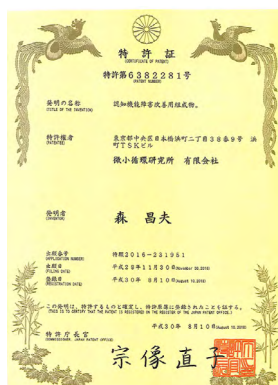 特許証
(CERTIFICATE OF PATENT)
特許第6382281号
(PATENT NUMBER)
発明の名称
(TITLE OF THE INVENTION)
認知機能障害改善用組成物。
特許権者
(PATENTEE)
東京都中央区日本橋浜町二丁目38番9号 浜
町TSKビル
微小循環研究所 有限会社
発明者
(INVENTOR)
森 昌夫
出願番号
(APPLICATION NUMBER)
特願2016-231951
出願日
(FILING DATE)
平成28年11月30日(November 30,2016)
登録日
(REGISTRATION DATE)
平成30年 8月10日(August 10,2018)
この発明は、特許するものと確定し、特許原簿に登録されたことを証する。
(THIS IS TO CERTIFY THAT THE PATENT IS REGISTERED ON THE REGISTER OF THE JAPAN PATENT OFFICE.)
平成30年 8月10日(August 10,2018)
特許庁長官
(COMMISSIONER, JAPAN PATENT OFFICE)
宗像直子